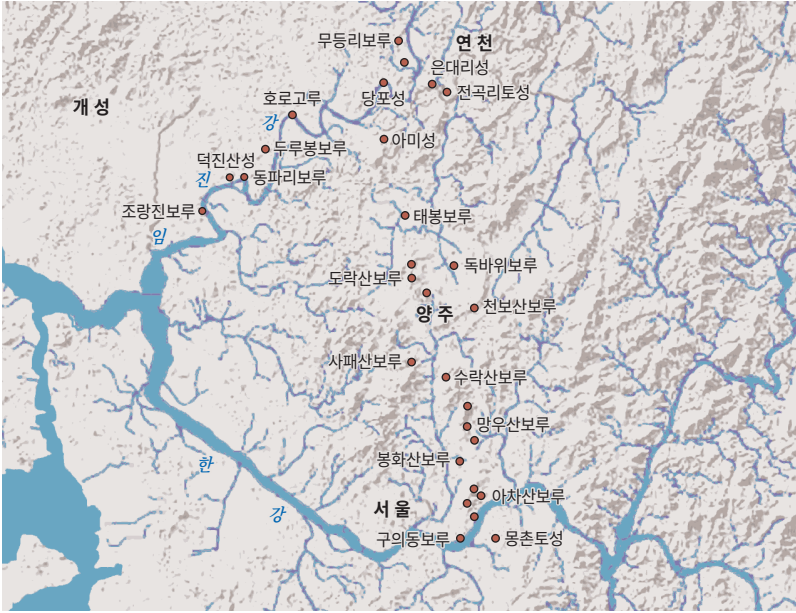 무등리보루
연천
은대리성
개성
호로고루
당포성
전곡리토성
강
아미성
두루봉보루
덕진산성
진
동파리보루
조랑진보루
태봉보루
임
독바위보루
도락산보루
천보산보루
양주
사패산보루
수락산보루
망우산보루
봉화산보루
한
아차산보루
서울
강
구의동보루
몽촌토성